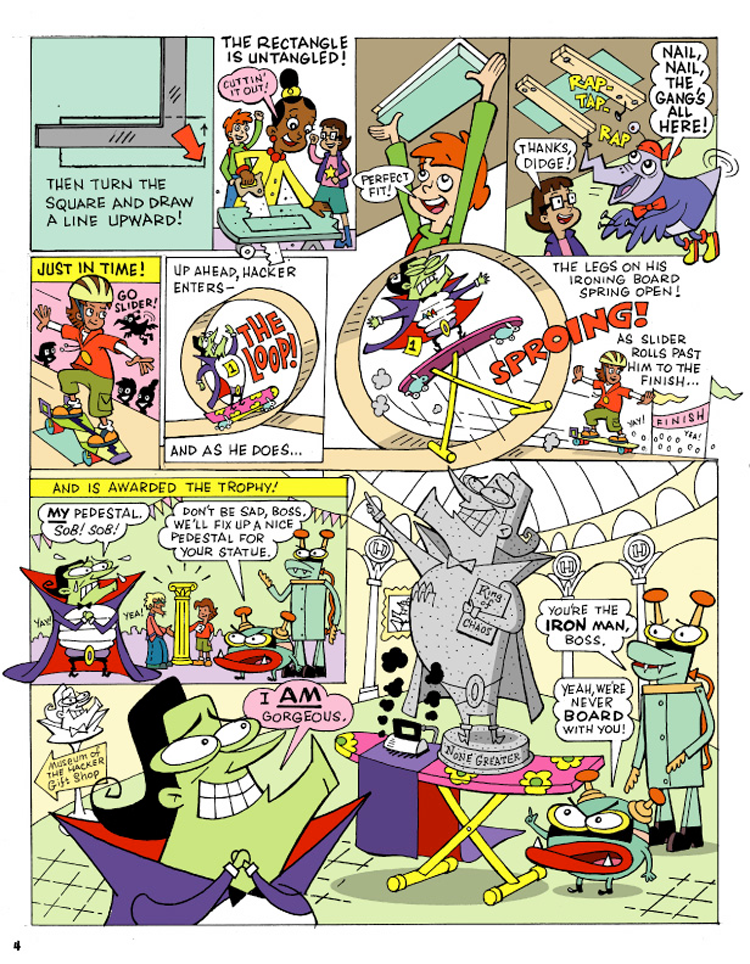 THEN TURN THE
SQUARE AND DRAW
A LINE UPWARD!
THE RECTANGLE
IS UNTANGLED!
CUTTIN'
IT OUT!
PERFECT
FIT!
RAP-
TAP-
RAP
NAIL,
NAIL,
THE
GANG'S
ALL
HERE!
THANKS,
DIDGE!
JUST IN TIME!
GO
SLIDER!
UP AHEAD, HACKER
ENTERS—
THE
LOOP!
1
AND AS HE DOES...
THE LEGS ON HIS
IRONING BOARD
SPRING OPEN!
1
SPROING!
AS SLIDER
ROLLS PAST
HIM TO THE
FINISH...
YAY!
FINISH
YEA!
AND IS AWARDED THE TROPHY!
MY PEDESTAL.
SOB! SOB!
DON'T BE SAD, BOSS.
WE'LL FIX UP A NICE
PEDESTAL FOR
YOUR STATUE.
YAY!
YEA!
H
H
H
King
of
CHAOS
YOU'RE THE
IRON MAN,
BOSS.
I AM
GORGEOUS.
YEAH, WE'RE
NEVER
BOARD
WITH YOU!
NONE GREATER
Museum of
THE HACKER
Gift Shop
4